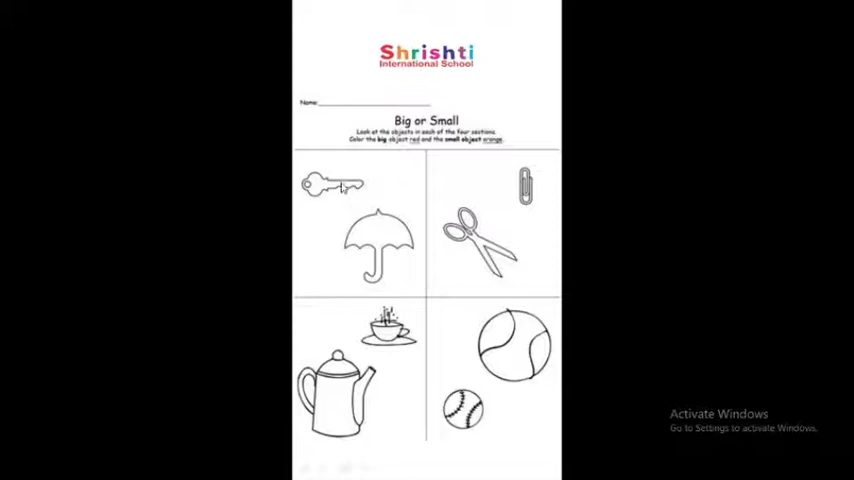 Shrishti
International School
Name:
Big or Small
Look at the objects in each of the four sections.
Color the big object red and the small object orange.
Activate Windows
Go to Settings to activate Windows.